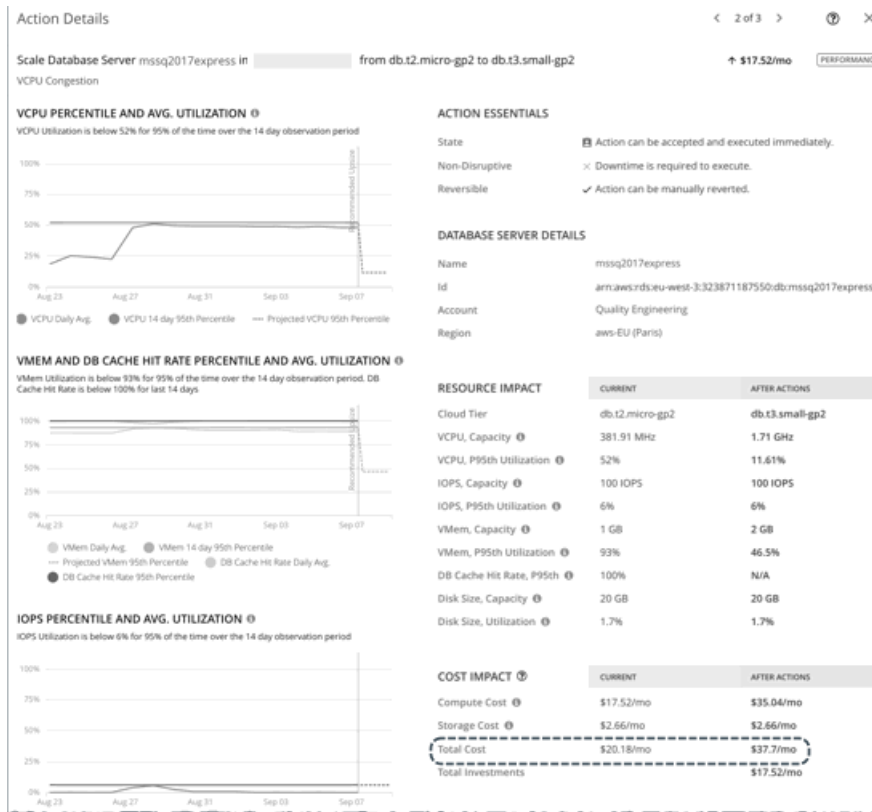 Action Details
2 of 3
Scale Database Server mssq2017express in from db.t2.micro-gp2 to db.t3.small-gp2
↑ $17.52/mo
PERFORMANC
VCPU Congestion
VCPU PERCENTILE AND AVG. UTILIZATION
VCPU Utilization is below 52% for 95% of the time over the 14 day observation period
100%
75%
50%
25%
0%
Recommended Upsize
Aug 23 Aug 27 Aug 31 Sep 03 Sep 07
VCPU Daily Avg. VCPU 14 day 95th Percentile Projected VCPU 95th Percentile
VMEM AND DB CACHE HIT RATE PERCENTILE AND AVG. UTILIZATION
VMem Utilization is below 93% for 95% of the time over the 14 day observation period. DB
Cache Hit Rate is below 100% for last 14 days
100%
75%
50%
25%
0%
Recommended Upsize
Aug 23 Aug 27 Aug 31 Sep 03 Sep 07
VMem Daily Avg. VMem 14 day 95th Percentile
Projected VMem 95th Percentile DB Cache Hit Rate Daily Avg.
DB Cache Hit Rate 95th Percentile
IOPS PERCENTILE AND AVG. UTILIZATION
IOPS Utilization is below 6% for 95% of the time over the 14 day observation period
100%
75%
50%
25%
0%
Aug 23 Aug 27 Aug 31 Sep 03 Sep 07
ACTION ESSENTIALS
State Action can be accepted and executed immediately.
Non-Disruptive × Downtime is required to execute.
Reversible ✓ Action can be manually reverted.
DATABASE SERVER DETAILS
Name mssq2017express
Id arn:aws:rds:eu-west-3:323871187550:db:mssq2017express
Account Quality Engineering
Region aws-EU (Paris)
RESOURCE IMPACT CURRENT AFTER ACTIONS
Cloud Tier db.t2.micro-gp2 db.t3.small-gp2
VCPU, Capacity 381.91 MHz 1.71 GHz
VCPU, P95th Utilization 52% 11.61%
IOPS, Capacity 100 IOPS 100 IOPS
IOPS, P95th Utilization 6% 6%
VMem, Capacity 1 GB 2 GB
VMem, P95th Utilization 93% 46.5%
DB Cache Hit Rate, P95th 100% N/A
Disk Size, Capacity 20 GB 20 GB
Disk Size, Utilization 1.7% 1.7%
COST IMPACT CURRENT AFTER ACTIONS
Compute Cost $17.52/mo $35.04/mo
Storage Cost $2.66/mo $2.66/mo
Total Cost $20.18/mo $37.7/mo
Total Investments $17.52/mo